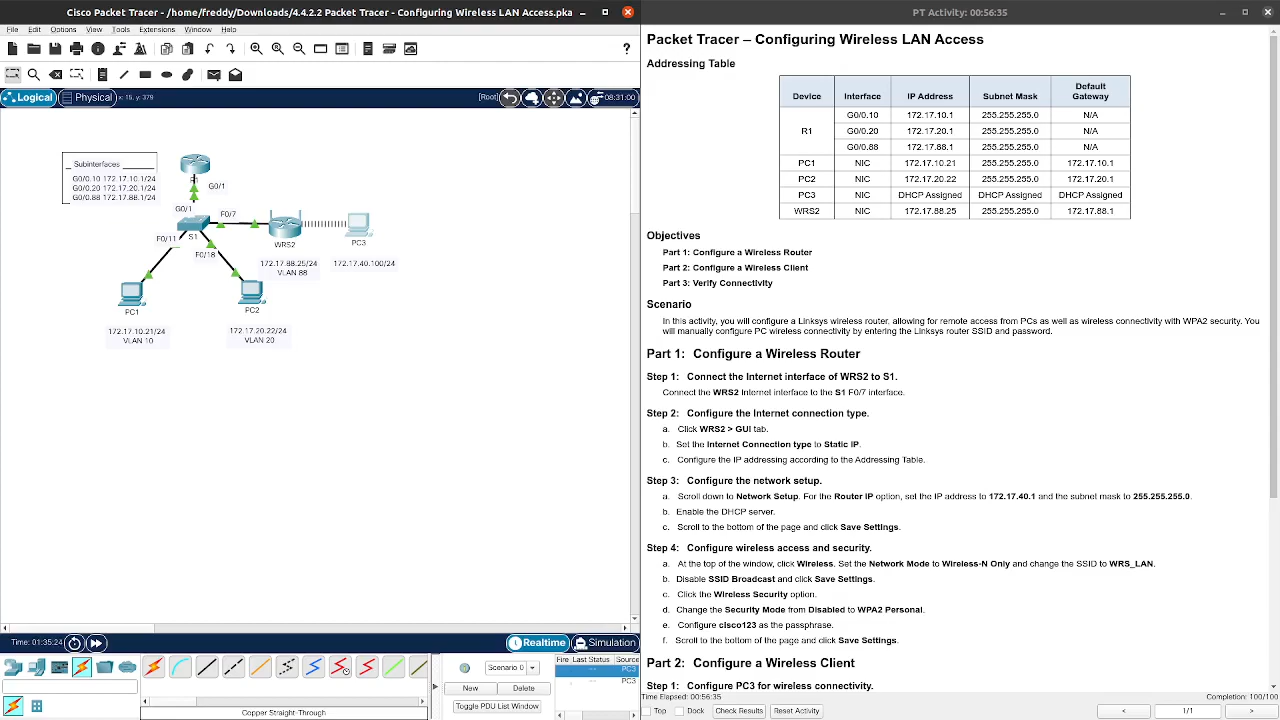 Cisco Packet Tracer - /home/freddy/Downloads/4.4.2.2 Packet Tracer - Configuring Wireless LAN Access.pka
File Edit Options View Tools Extensions Window Help
?
Logical Physical x: 15, y: 379 [Root] 08:31:00
Subinterfaces
G0/0.10 172.17.10.1/24
G0/0.20 172.17.20.1/24
G0/0.88 172.17.88.1/24
R1
G0/1
G0/1
F0/7
S1
WRS2
PC3
F0/11
F0/18
172.17.88.25/24
VLAN 88
172.17.40.100/24
PC1
PC2
172.17.10.21/24
VLAN 10
172.17.20.22/24
VLAN 20
Time: 01:35:24 Realtime Simulation
Scenario 0
New Delete
Toggle PDU List Window
Fire Last Status Source
-- PC3
-- PC3
Copper Straight-Through
PT Activity: 00:56:35
Packet Tracer – Configuring Wireless LAN Access
Addressing Table
Device Interface IP Address Subnet Mask Default Gateway
R1 G0/0.10 172.17.10.1 255.255.255.0 N/A
G0/0.20 172.17.20.1 255.255.255.0 N/A
G0/0.88 172.17.88.1 255.255.255.0 N/A
PC1 NIC 172.17.10.21 255.255.255.0 172.17.10.1
PC2 NIC 172.17.20.22 255.255.255.0 172.17.20.1
PC3 NIC DHCP Assigned DHCP Assigned DHCP Assigned
WRS2 NIC 172.17.88.25 255.255.255.0 172.17.88.1
Objectives
Part 1: Configure a Wireless Router
Part 2: Configure a Wireless Client
Part 3: Verify Connectivity
Scenario
In this activity, you will configure a Linksys wireless router, allowing for remote access from PCs as well as wireless connectivity with WPA2 security. You
will manually configure PC wireless connectivity by entering the Linksys router SSID and password.
Part 1: Configure a Wireless Router
Step 1: Connect the Internet interface of WRS2 to S1.
Connect the WRS2 Internet interface to the S1 F0/7 interface.
Step 2: Configure the Internet connection type.
a. Click WRS2 > GUI tab.
b. Set the Internet Connection type to Static IP.
c. Configure the IP addressing according to the Addressing Table.
Step 3: Configure the network setup.
a. Scroll down to Network Setup. For the Router IP option, set the IP address to 172.17.40.1 and the subnet mask to 255.255.255.0.
b. Enable the DHCP server.
c. Scroll to the bottom of the page and click Save Settings.
Step 4: Configure wireless access and security.
a. At the top of the window, click Wireless. Set the Network Mode to Wireless-N Only and change the SSID to WRS_LAN.
b. Disable SSID Broadcast and click Save Settings.
c. Click the Wireless Security option.
d. Change the Security Mode from Disabled to WPA2 Personal.
e. Configure cisco123 as the passphrase.
f. Scroll to the bottom of the page and click Save Settings.
Part 2: Configure a Wireless Client
Step 1: Configure PC3 for wireless connectivity.
Time Elapsed: 00:56:35 Completion: 100/100
Top Dock Check Results Reset Activity < 1/1 >